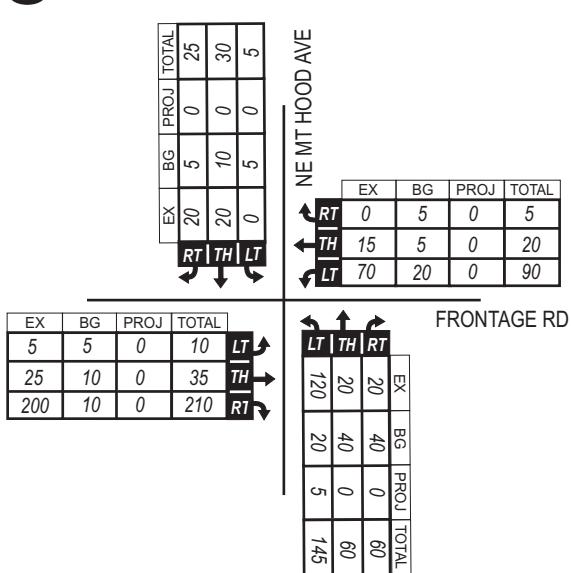 TOTAL 25 30 5
PROJ 0 0 0
BG 5 10 5
EX 20 20 0
RT TH LT
NE MT HOOD AVE
EX BG PROJ TOTAL
RT 0 5 0 5
TH 15 5 0 20
LT 70 20 0 90
FRONTAGE RD
EX BG PROJ TOTAL
5 5 0 10 LT
25 10 0 35 TH
200 10 0 210 RT
LT TH RT
120 20 20 EX
20 40 40 BG
5 0 0 PROJ
145 60 60 TOTAL